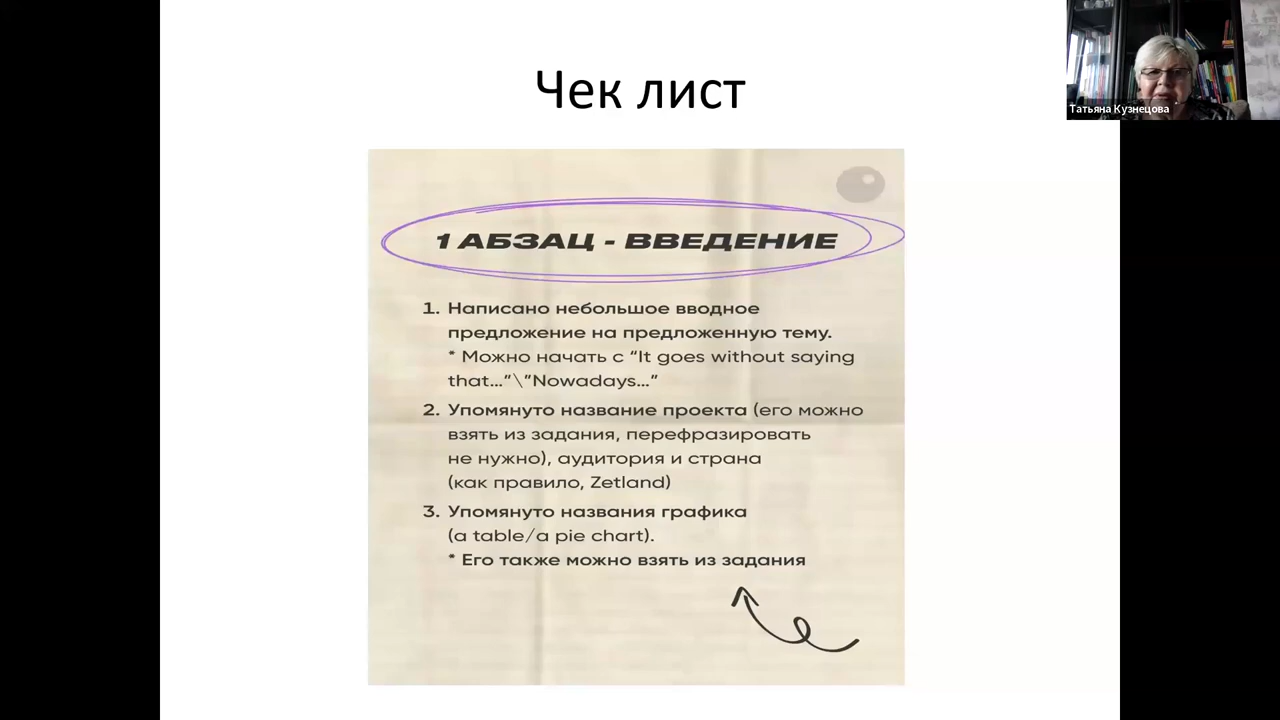 Чек лист
Татьяна Кузнецова
1 АБЗАЦ - ВВЕДЕНИЕ
1. Написано небольшое вводное
предложение на предложенную тему.
* Можно начать с “It goes without saying
that...”\”Nowadays...”
2. Упомянуто название проекта (его можно
взять из задания, перефразировать
не нужно), аудитория и страна
(как правило, Zetland)
3. Упомянуто названия графика
(a table/a pie chart).
* Его также можно взять из задания